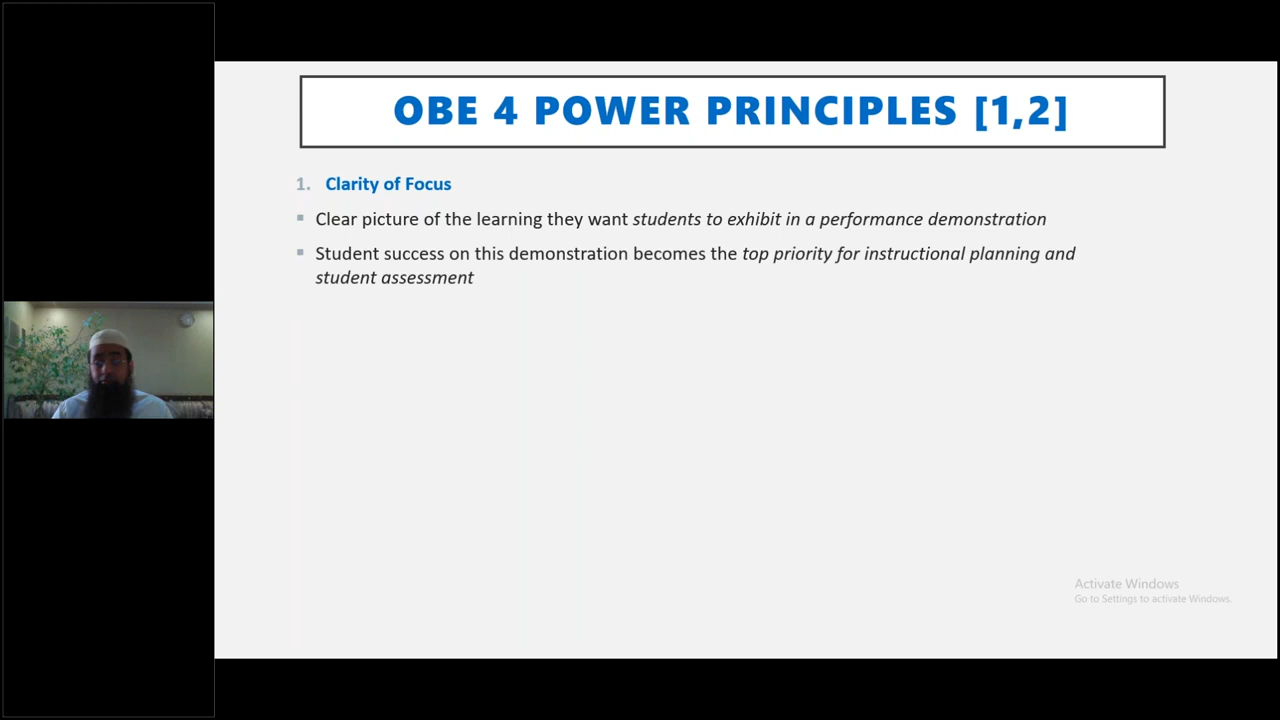 OBE 4 POWER PRINCIPLES [1,2]
1. Clarity of Focus
▪ Clear picture of the learning they want students to exhibit in a performance demonstration
▪ Student success on this demonstration becomes the top priority for instructional planning and
student assessment
Activate Windows
Go to Settings to activate Windows.